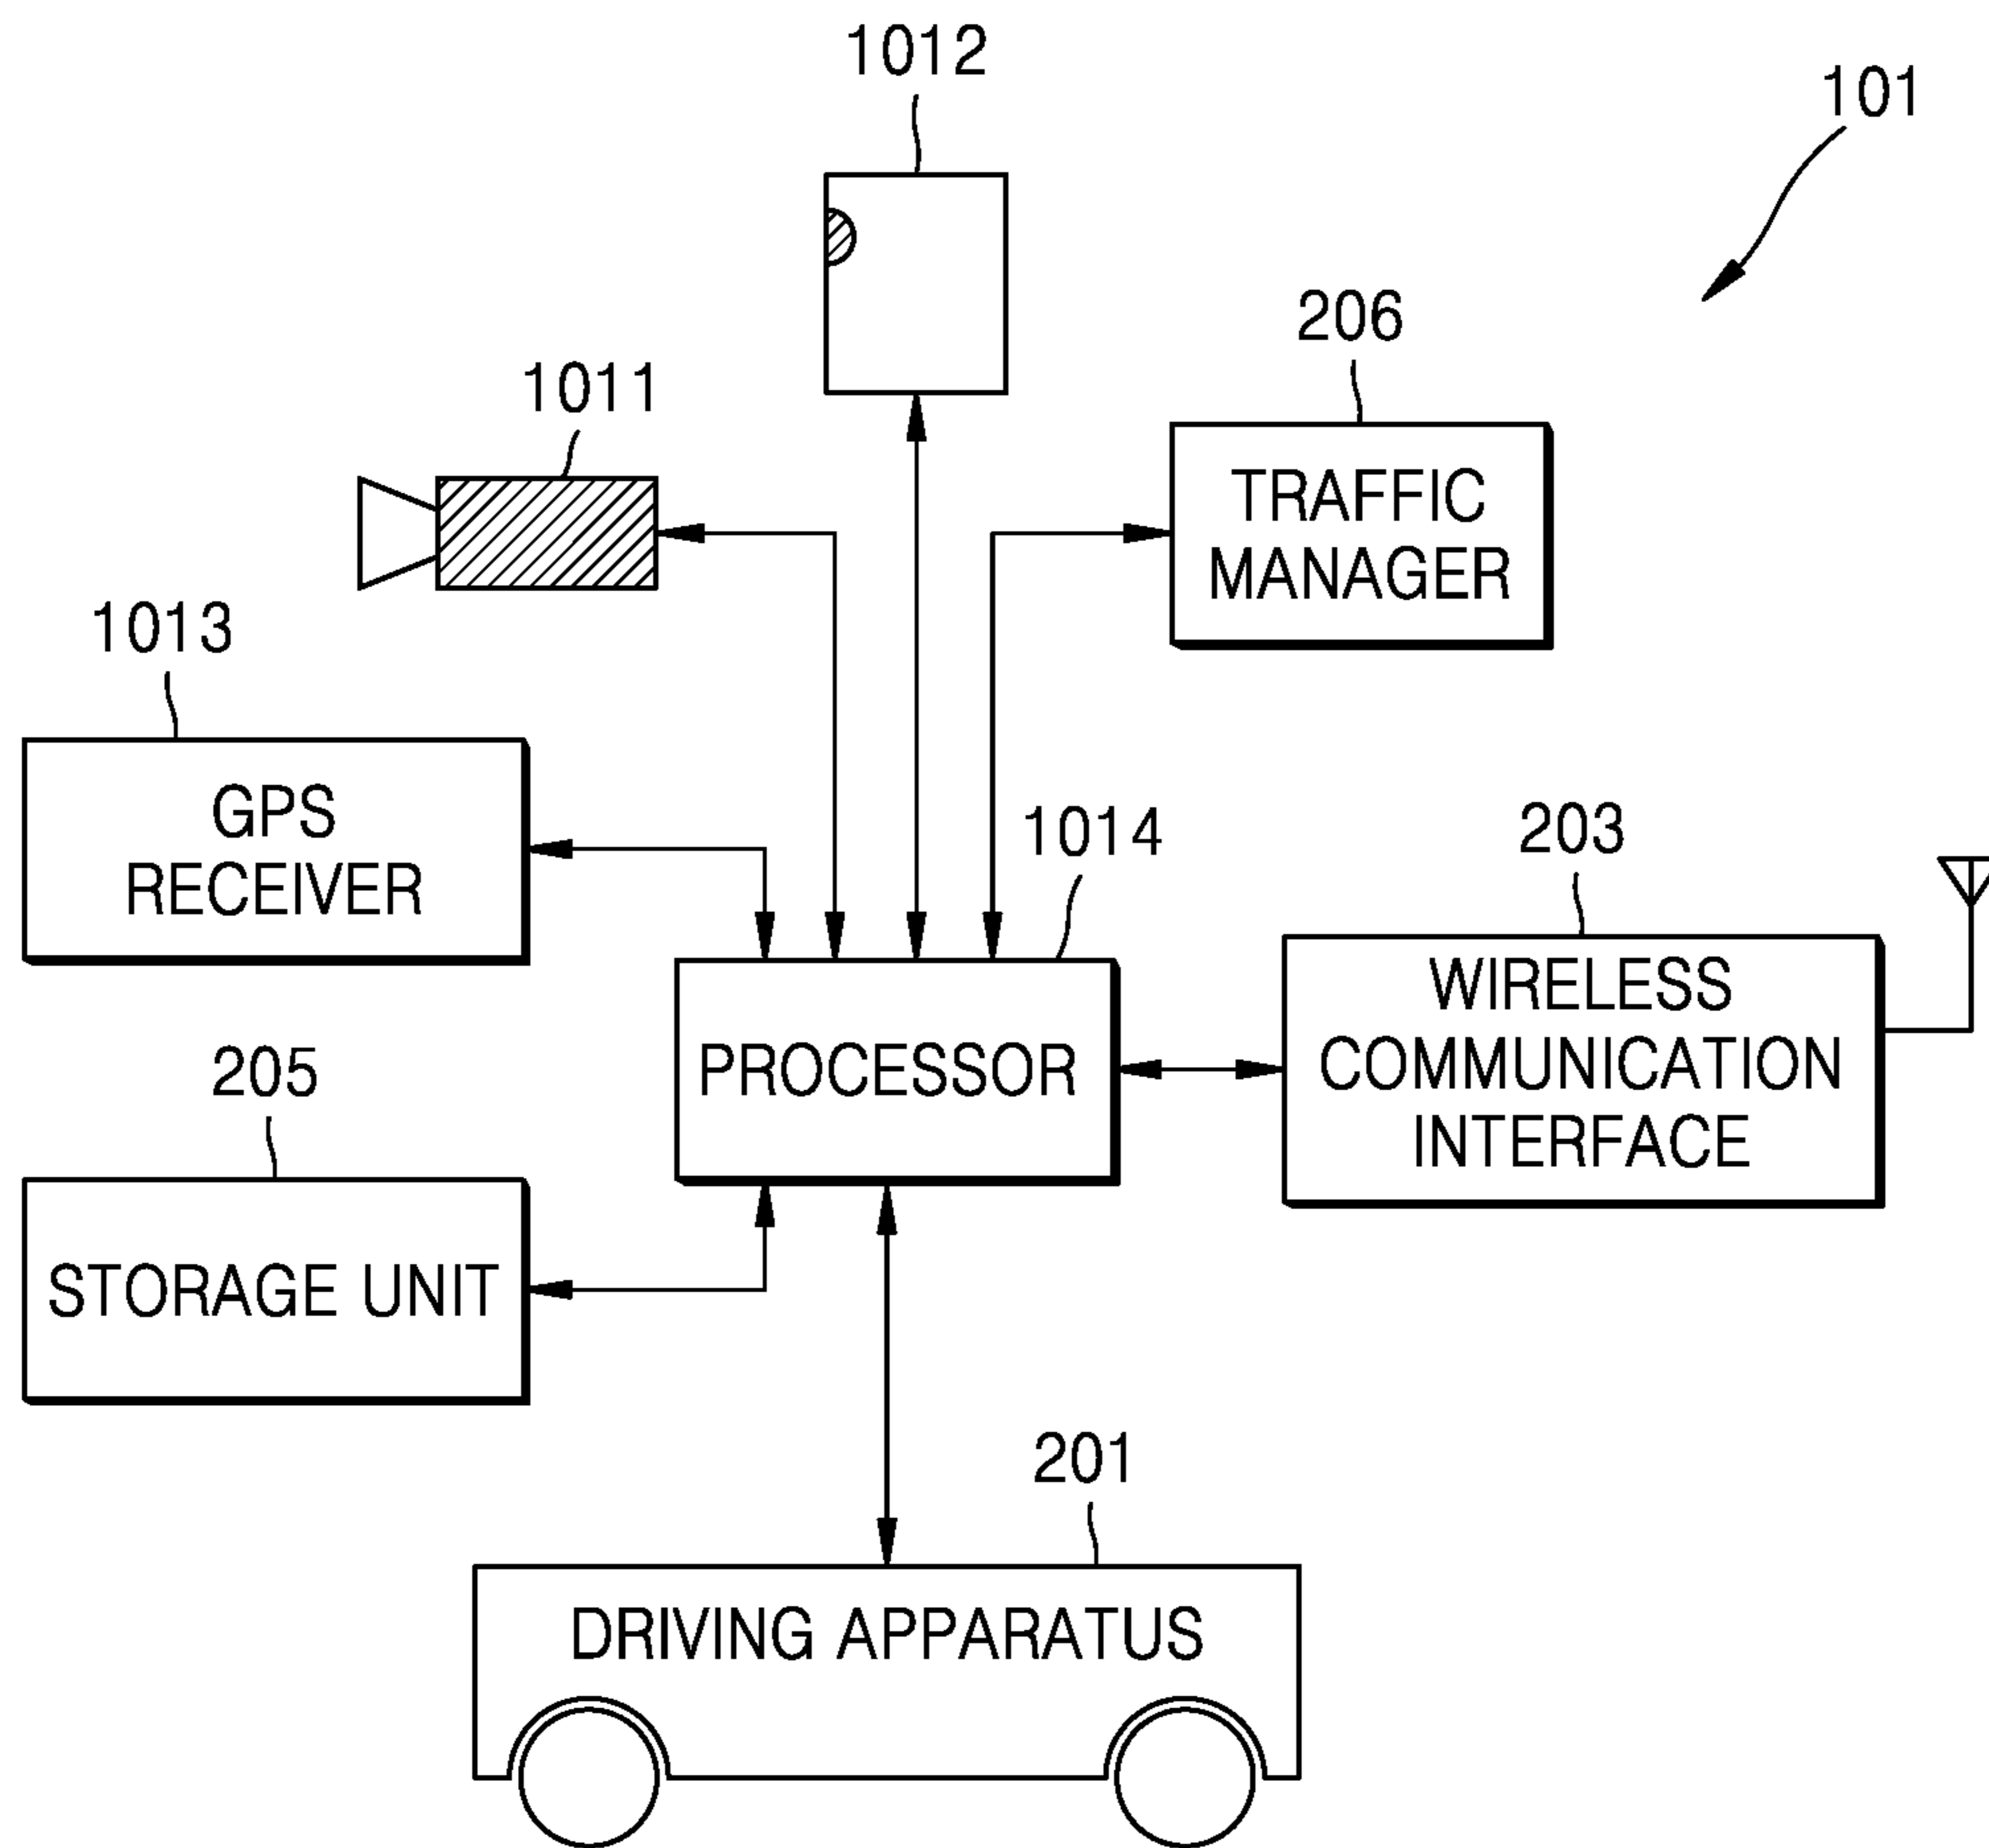 1012
101
206
1011
TRAFFIC
MANAGER
1013
GPS
RECEIVER
1014
203
WIRELESS
COMMUNICATION
INTERFACE
PROCESSOR
205
STORAGE UNIT
201
DRIVING APPARATUS